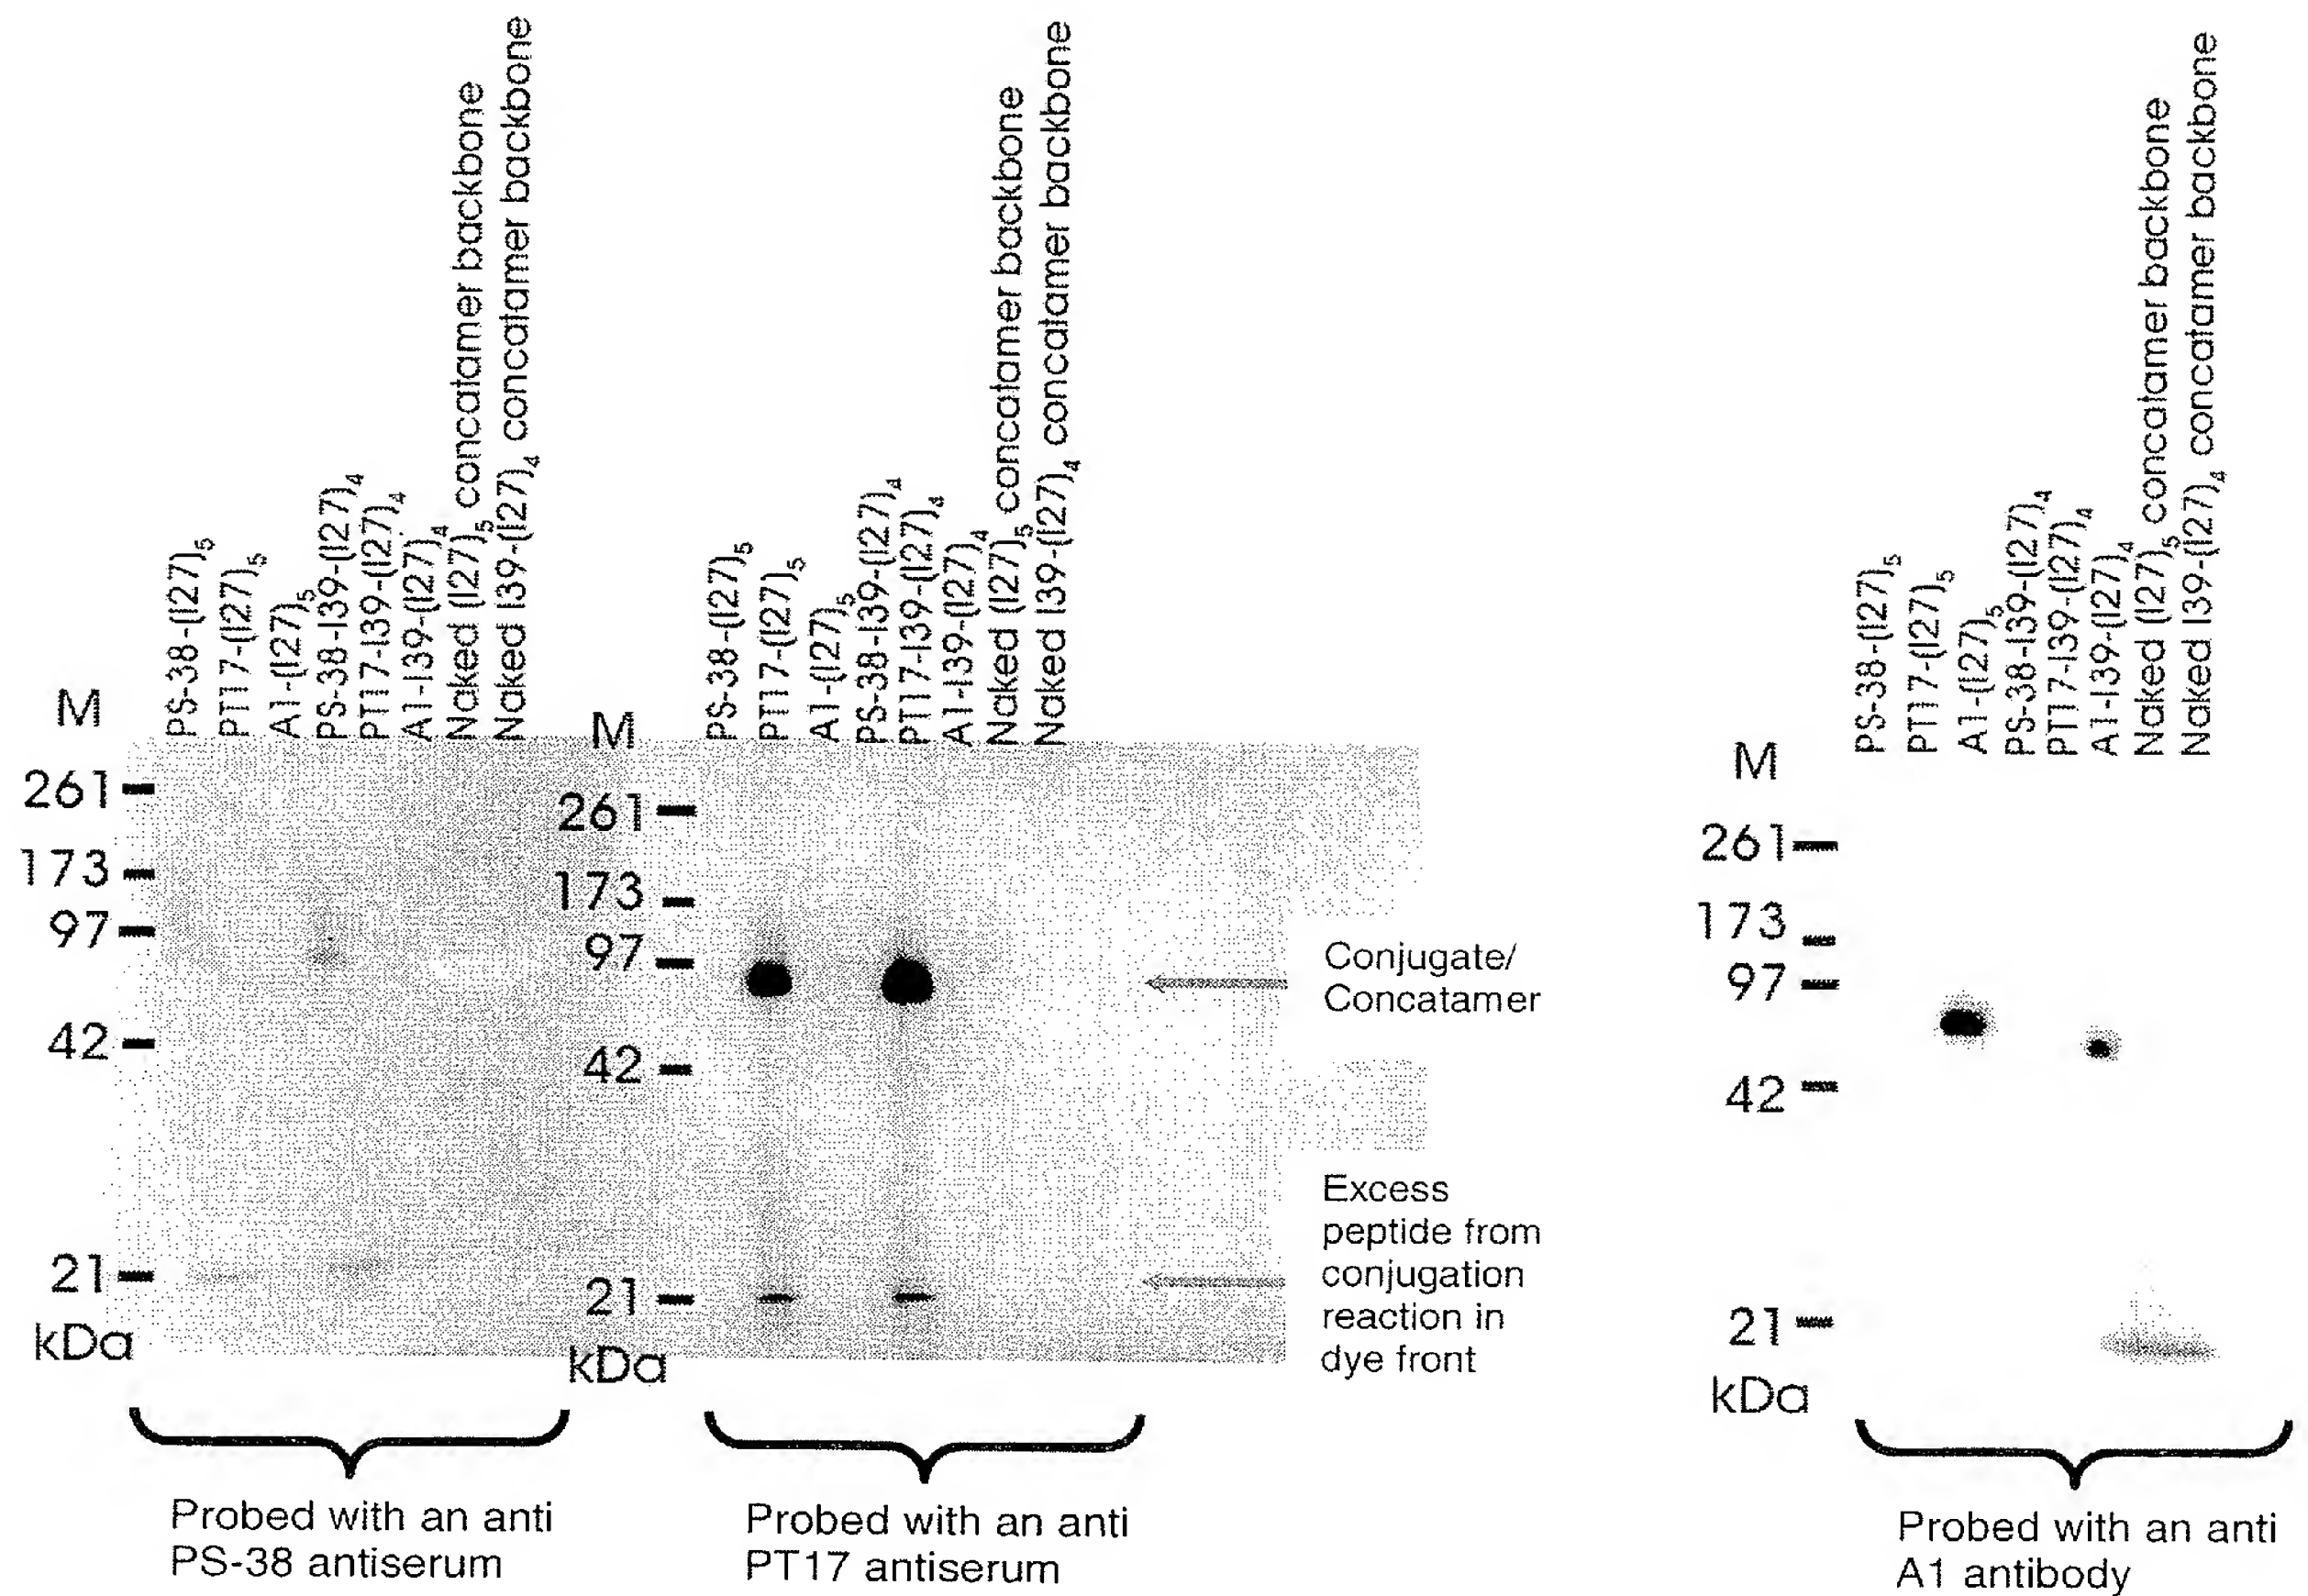 M
PS-38-(I27)5
PT17-(I27)5
A1-(I27)5
PS-38-I39-(I27)4
PT17-I39-(I27)4
A1-I39-(I27)4
Naked (I27)5 concatamer backbone
Naked I39-(I27)4 concatamer backbone
261
173
97
42
21
kDa
Probed with an anti
PS-38 antiserum
M
PS-38-(I27)5
PT17-(I27)5
A1-(I27)5
PS-38-I39-(I27)4
PT17-I39-(I27)4
A1-I39-(I27)4
Naked (I27)5 concatamer backbone
Naked I39-(I27)4 concatamer backbone
261
173
97
42
21
kDa
Conjugate/
Concatamer
Excess
peptide from
conjugation
reaction in
dye front
Probed with an anti
PT17 antiserum
M
PS-38-(I27)5
PT17-(I27)5
A1-(I27)5
PS-38-I39-(I27)4
PT17-I39-(I27)4
A1-I39-(I27)4
Naked (I27)5 concatamer backbone
Naked I39-(I27)4 concatamer backbone
261
173
97
42
21
kDa
Probed with an anti
A1 antibody